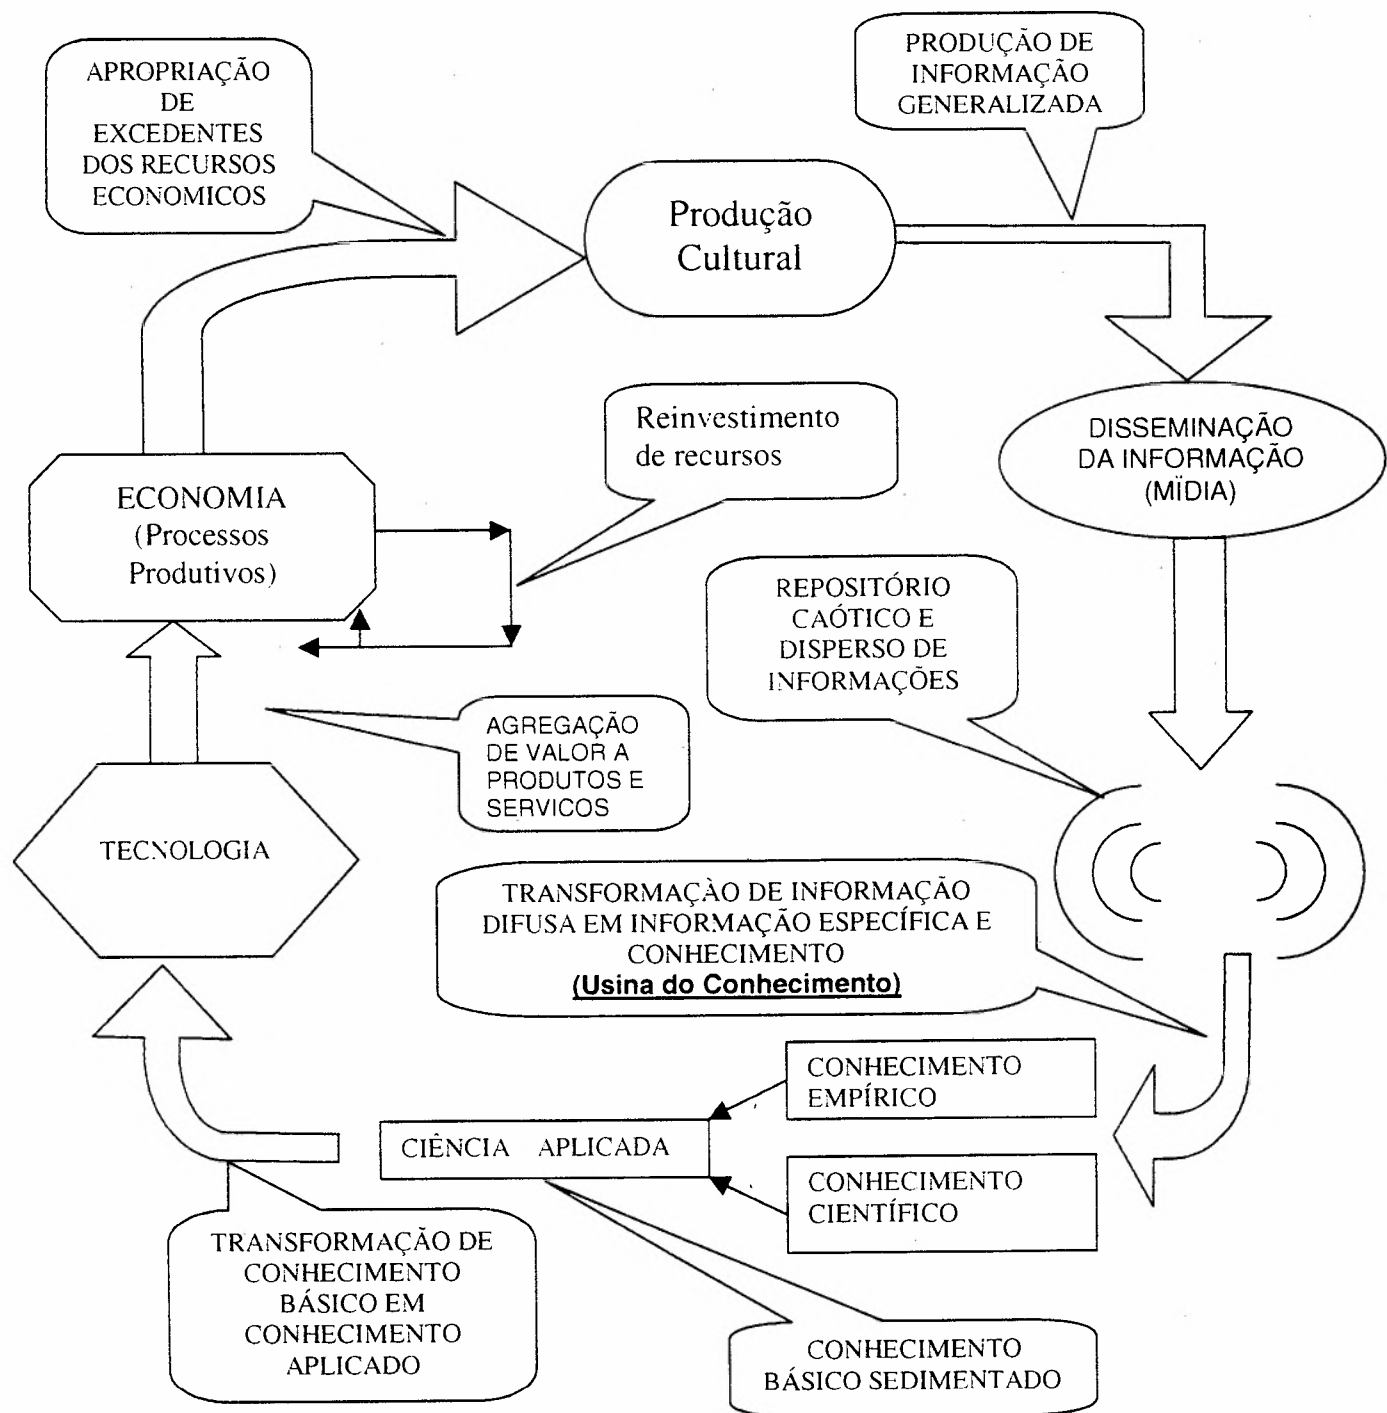 APROPRIAÇÃO
DE
EXCEDENTES
DOS RECURSOS
ECONOMICOS
PRODUÇÃO DE
INFORMAÇÃO
GENERALIZADA
Produção
Cultural
Reinvestimento
de recursos
DISSEMINAÇÃO
DA INFORMAÇÃO
(MÏDIA)
ECONOMIA
(Processos
Produtivos)
REPOSITÓRIO
CAÓTICO E
DISPERSO DE
INFORMAÇÕES
AGREGAÇÃO
DE VALOR A
PRODUTOS E
SERVICOS
TECNOLOGIA
TRANSFORMAÇÀO DE INFORMAÇÃO
DIFUSA EM INFORMAÇÃO ESPECÍFICA E
CONHECIMENTO
(Usina do Conhecimento)
CONHECIMENTO
EMPÍRICO
CIÊNCIA APLICADA
CONHECIMENTO
CIENTÍFICO
TRANSFORMAÇÃO DE
CONHECIMENTO
BÁSICO EM
CONHECIMENTO
APLICADO
CONHECIMENTO
BÁSICO SEDIMENTADO